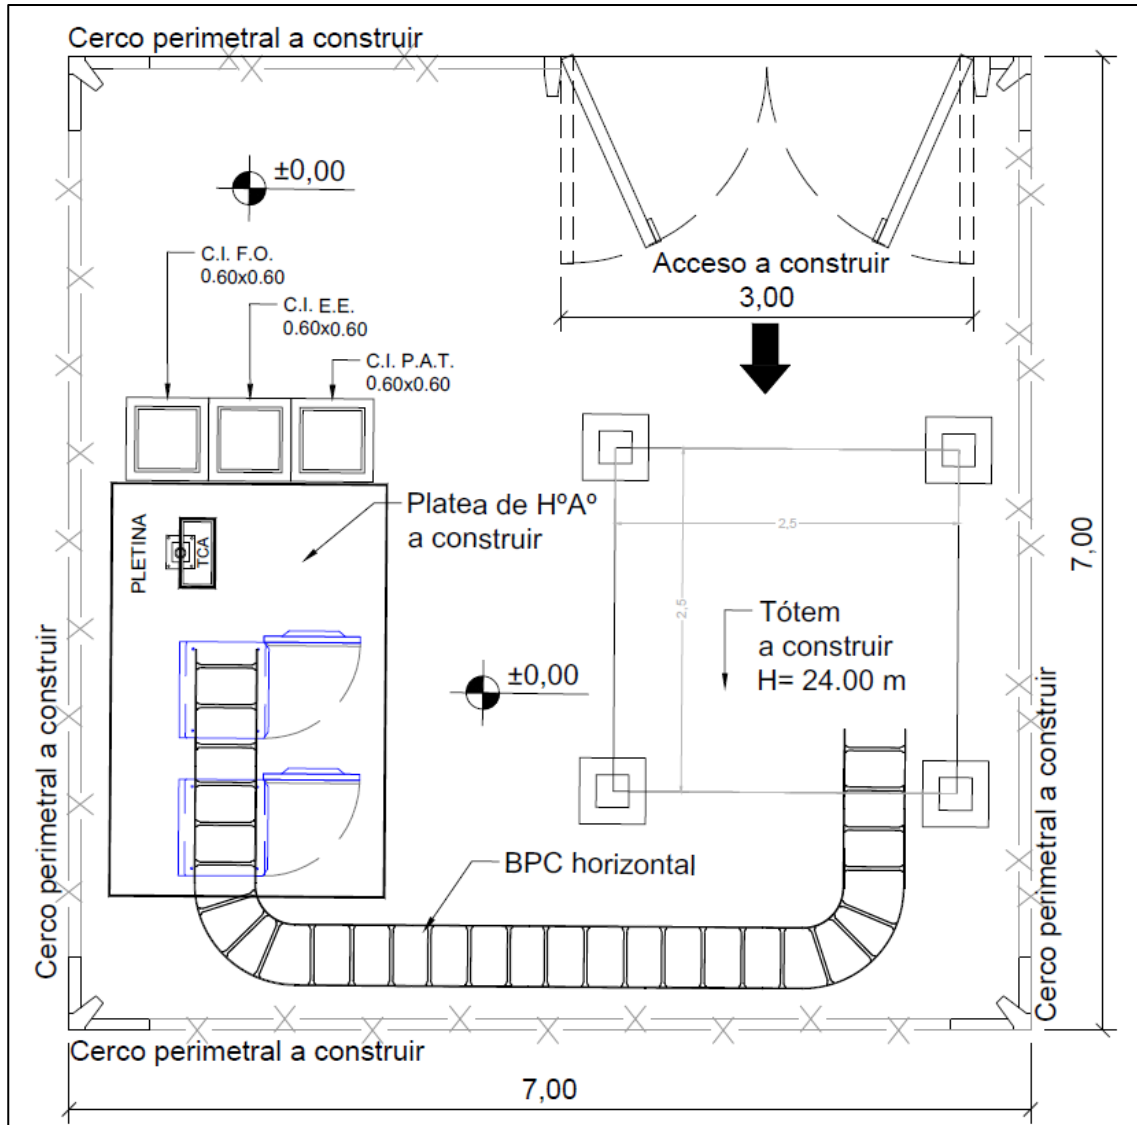 Cerco perimetral a construir
±0,00
C.I. F.O.
0.60x0.60
C.I. E.E.
0.60x0.60
C.I. P.A.T.
0.60x0.60
Acceso a construir
3,00
Platea de HºAº
a construir
PLETINA
TCA
2,5
2,5
7,00
Tótem
a construir
H= 24.00 m
±0,00
Cerco perimetral a construir
BPC horizontal
Cerco perimetral a construir
Cerco perimetral a construir
7,00